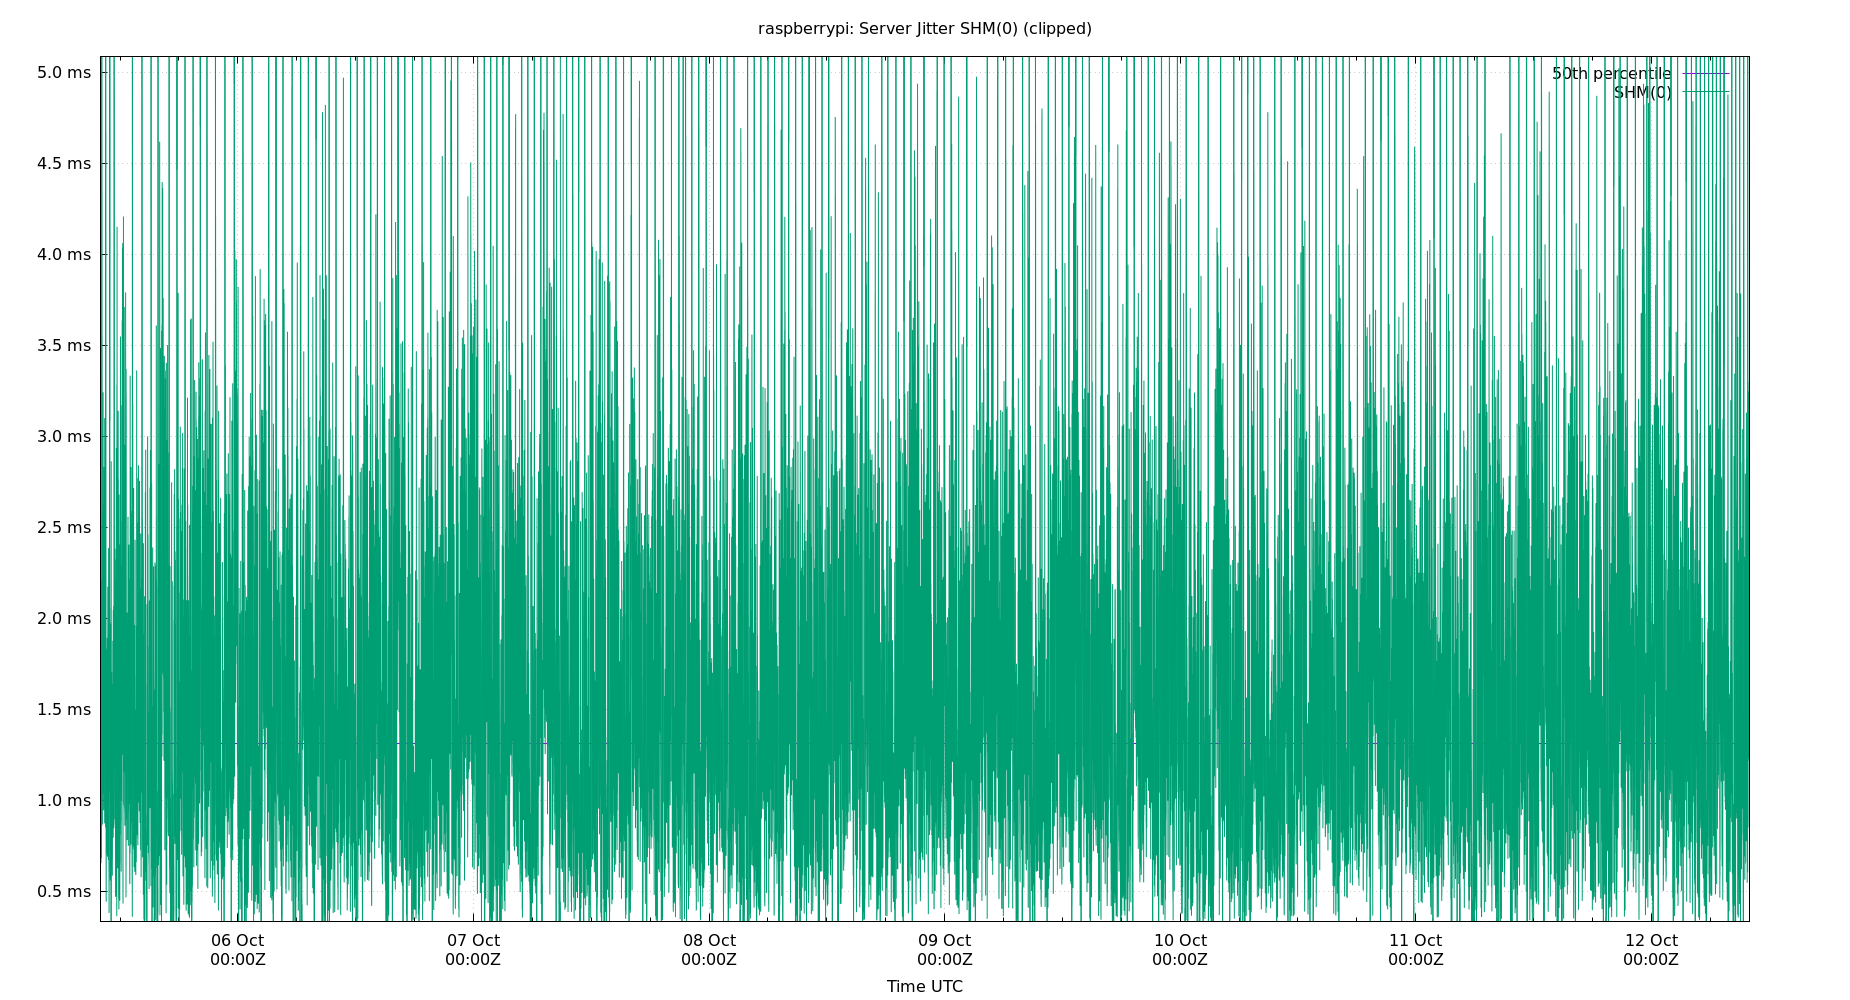 raspberrypi: Server Jitter SHM(0) (clipped)
5.0 ms
50th percentile
SHM(0)
4.5 ms
4.0 ms
3.5 ms
3.0 ms
2.5 ms
2.0 ms
1.5 ms
1.0 ms
0.5 ms
06 Oct 07 Oct 08 Oct 09 Oct 10 Oct 11 Oct 12 Oct
00:00Z 00:00Z 00:00Z 00:00Z 00:00Z 00:00Z 00:00Z
Time UTC